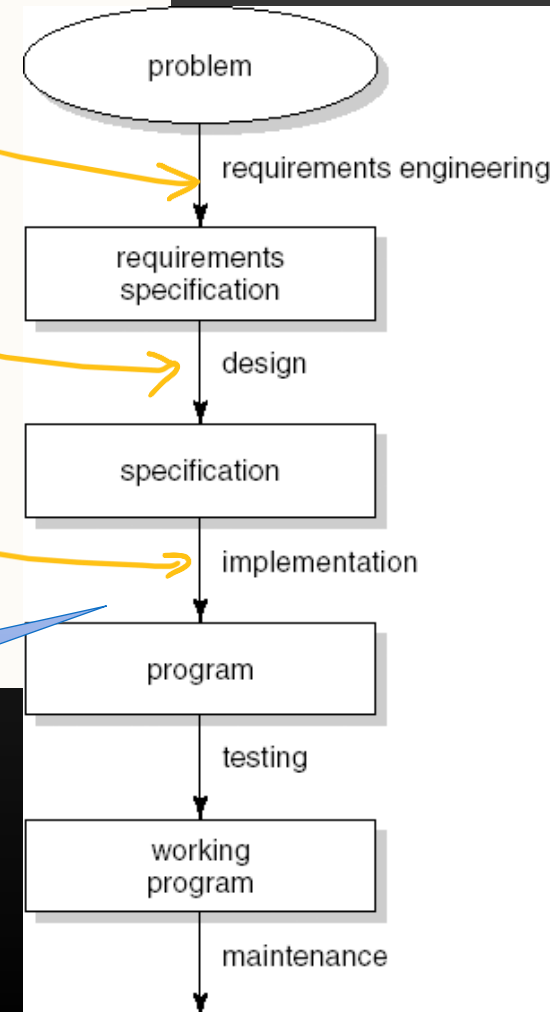 problem
requirements engineering
requirements
specification
design
specification
implementation
program
testing
working
program
maintenance